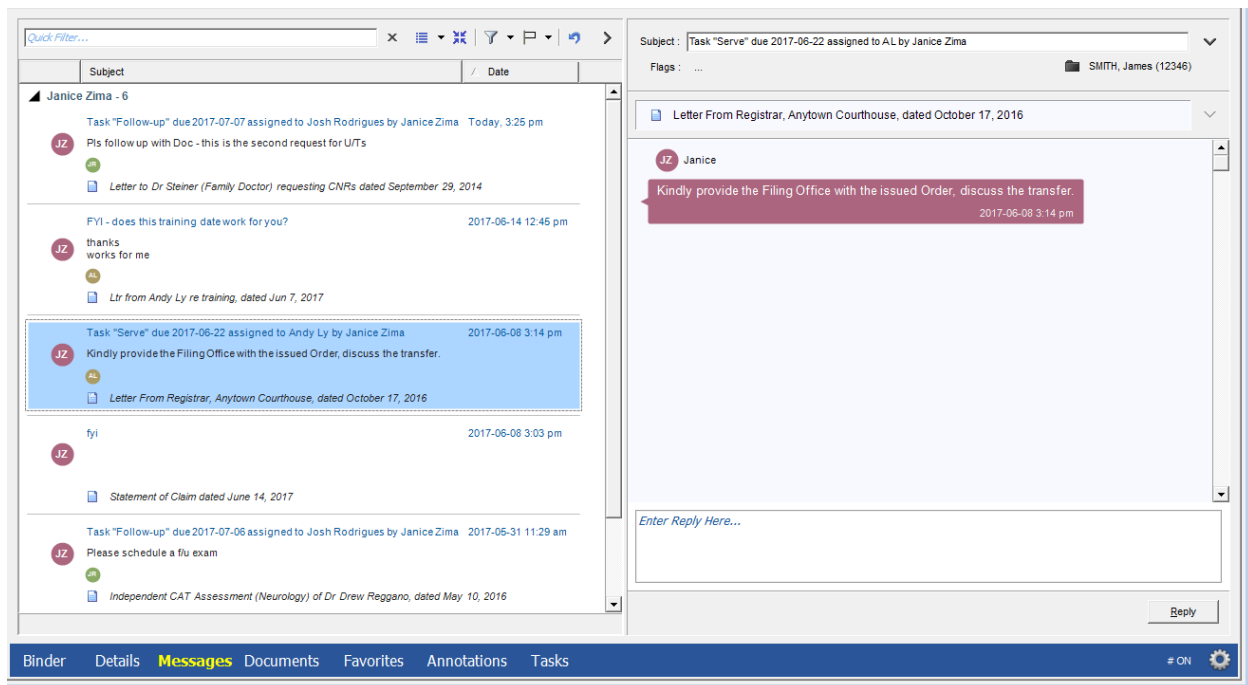 Quick Filter...
Subject / Date
Janice Zima - 6
Task "Follow-up" due 2017-07-07 assigned to Josh Rodrigues by Janice Zima Today, 3:25 pm
JZ
Pls follow up with Doc - this is the second request for U/Ts
JR
Letter to Dr Steiner (Family Doctor) requesting CNRs dated September 29, 2014
FYI - does this training date work for you? 2017-06-14 12:45 pm
JZ
thanks
works for me
AL
Ltr from Andy Ly re training, dated Jun 7, 2017
Task "Serve" due 2017-06-22 assigned to Andy Ly by Janice Zima 2017-06-08 3:14 pm
JZ
Kindly provide the Filing Office with the issued Order, discuss the transfer.
AL
Letter From Registrar, Anytown Courthouse, dated October 17, 2016
fyi 2017-06-08 3:03 pm
JZ
Statement of Claim dated June 14, 2017
Task "Follow-up" due 2017-07-06 assigned to Josh Rodrigues by Janice Zima 2017-05-31 11:29 am
JZ
Please schedule a f/u exam
JR
Independent CAT Assessment (Neurology) of Dr Drew Reggano, dated May 10, 2016
Subject : Task "Serve" due 2017-06-22 assigned to AL by Janice Zima
Flags : ... SMITH, James (12346)
Letter From Registrar, Anytown Courthouse, dated October 17, 2016
JZ Janice
Kindly provide the Filing Office with the issued Order, discuss the transfer.
2017-06-08 3:14 pm
Enter Reply Here...
Reply
Binder Details Messages Documents Favorites Annotations Tasks # ON